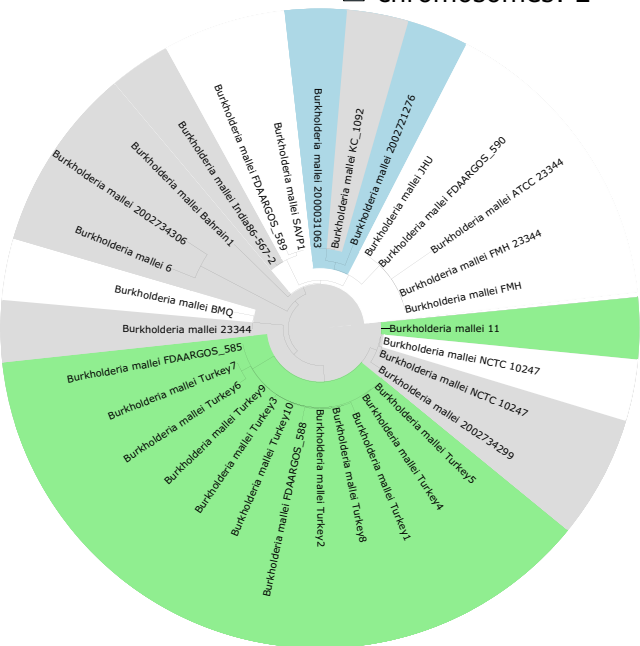 Burkholderia mallei 2000031063
Burkholderia mallei KC_1092
Burkholderia mallei 2002721276
Burkholderia mallei JHU
Burkholderia mallei FDAARGOS_590
Burkholderia mallei ATCC 23344
Burkholderia mallei FMH 23344
Burkholderia mallei FMH
Burkholderia mallei 11
Burkholderia mallei NCTC 10247
Burkholderia mallei NCTC 10247
Burkholderia mallei 2002734299
Burkholderia mallei Turkey5
Burkholderia mallei Turkey4
Burkholderia mallei Turkey1
Burkholderia mallei Turkey8
Burkholderia mallei Turkey2
Burkholderia mallei FDAARGOS_588
Burkholderia mallei Turkey10
Burkholderia mallei Turkey3
Burkholderia mallei Turkey9
Burkholderia mallei Turkey6
Burkholderia mallei Turkey7
Burkholderia mallei FDAARGOS_585
Burkholderia mallei 23344
Burkholderia mallei BMQ
Burkholderia mallei 6
Burkholderia mallei 2002734306
Burkholderia mallei Bahrain1
Burkholderia mallei India86-567-2
Burkholderia mallei FDAARGOS_589
Burkholderia mallei SAVP1